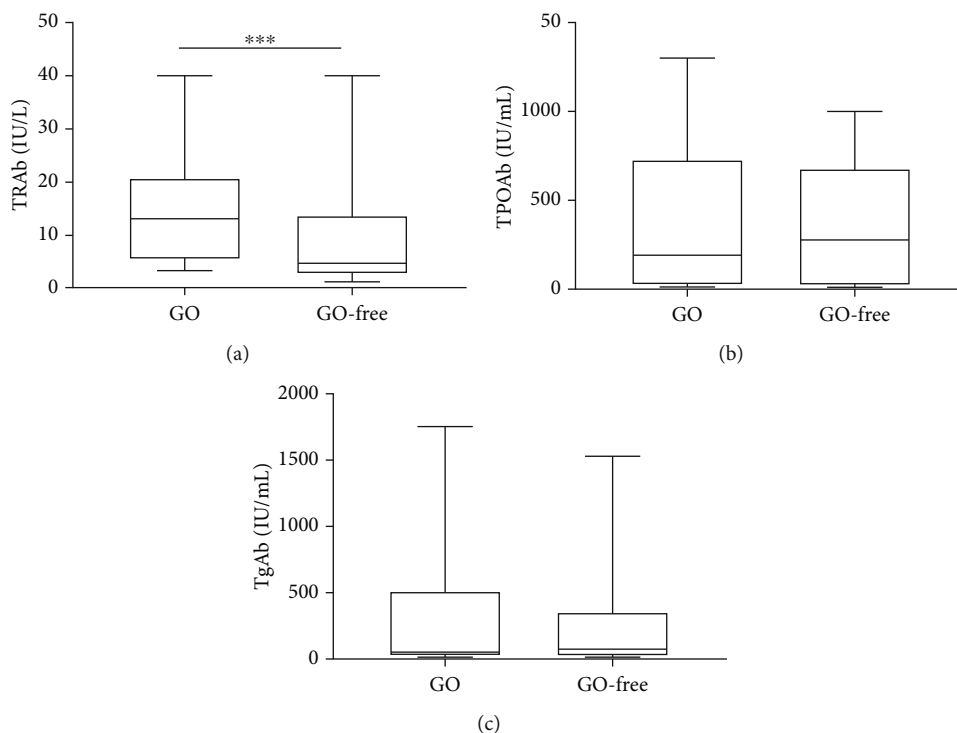 50
40
30
20
10
0
TRAb (IU/L)
***
GO
GO-free
(a)
50
1000
500
0
TPOAb (IU/mL)
GO
GO-free
(b)
2000
1500
1000
500
0
TgAb (IU/mL)
GO
GO-free
(c)